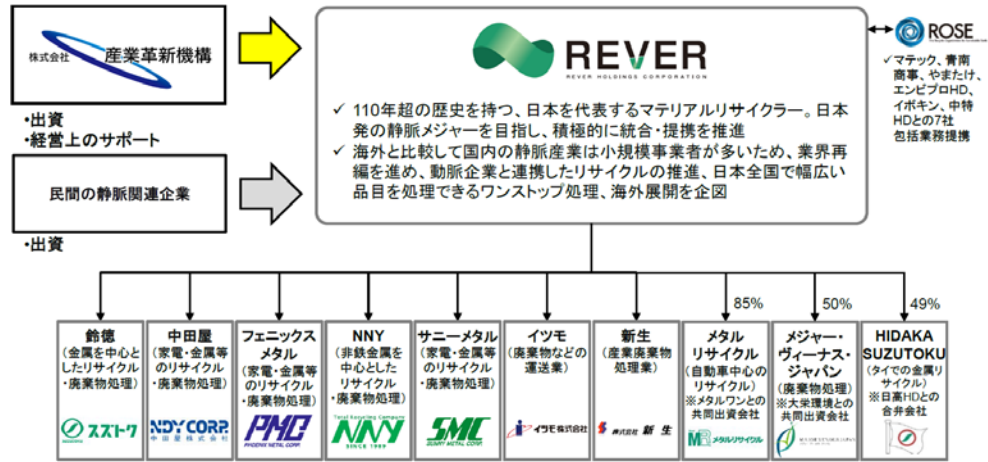 株式会社 産業革新機構
・出資
・経営上のサポート
民間の静脈関連企業
・出資
REVER
REVER HOLDINGS CORPORATION
✓ 110年超の歴史を持つ、日本を代表するマテリアルリサイクラー。日本
発の静脈メジャーを目指し、積極的に統合・提携を推進
✓ 海外と比較して国内の静脈産業は小規模事業者が多いため、業界再
編を進め、動脈企業と連携したリサイクルの推進、日本全国で幅広い
品目を処理できるワンストップ処理、海外展開を企図
ROSE
✓マテック、青南
商事、やまたけ、
エンビプロHD、
イボキン、中特
HDとの7社
包括業務提携
85%
50%
49%
鈴徳
(金属を中心と
したリサイクル
・廃棄物処理)
スズトク
中田屋
(家電・金属等
のリサイクル
・廃棄物処理)
NDY CORP.
中田屋株式会社
フェニックス
メタル
(家電・金属等
のリサイクル
・廃棄物処理)
PMC
PHOENIX METAL CORP.
NNY
(非鉄金属を
中心とした
リサイクル
・廃棄物処理)
Total Recycling Company
NNY
SINCE 1989
サニーメタル
(家電・金属等
のリサイクル
・廃棄物処理)
SMC
SUNNY METAL CORP.
イツモ
(廃棄物などの
運送業)
イツモ株式会社
新生
(産業廃棄物
処理業)
株式会社 新生
メタル
リサイクル
(自動車中心の
リサイクル)
※メタルワンとの
共同出資会社
MR メタルリサイクル
メジャー・
ヴィーナス・
ジャパン
(廃棄物処理)
※大栄環境との
共同出資会社
HIDAKA
SUZUTOKU
(タイでの金属リ
サイクル)
※日高HDとの
合弁会社